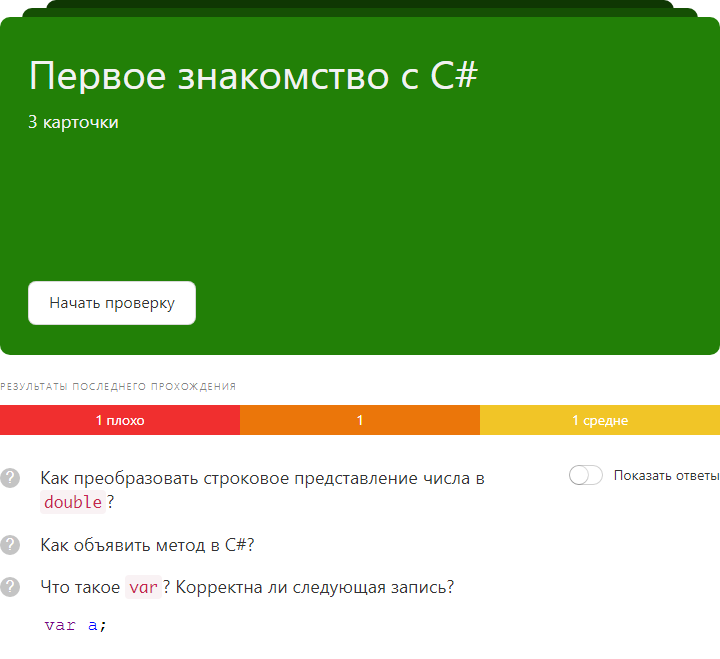 Первое знакомство с C#
3 карточки
Начать проверку
РЕЗУЛЬТАТЫ ПОСЛЕДНЕГО ПРОХОЖДЕНИЯ
1 плохо
1
1 средне
Как преобразовать строковое представление числа в
double?
Показать ответы
Как объявить метод в C#?
Что такое var? Корректна ли следующая запись?
var a;